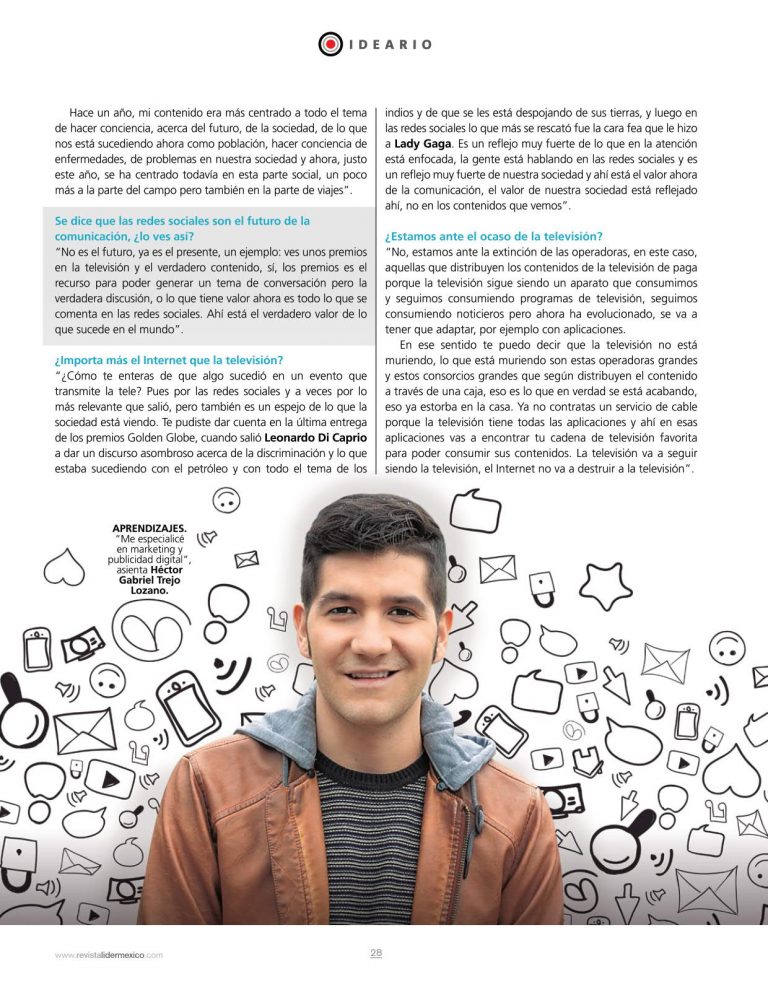 IDEARIO
Hace un año, mi contenido era más centrado a todo el tema
de hacer conciencia, acerca del futuro, de la sociedad, de lo que
nos está sucediendo ahora como población, hacer conciencia de
enfermedades, de problemas en nuestra sociedad y ahora, justo
este año, se ha centrado todavía en esta parte social, un poco
más a la parte del campo pero también en la parte de viajes”.
Se dice que las redes sociales son el futuro de la
comunicación, ¿lo ves así?
“No es el futuro, ya es el presente, un ejemplo: ves unos premios
en la televisión y el verdadero contenido, sí, los premios es el
recurso para poder generar un tema de conversación pero la
verdadera discusión, o lo que tiene valor ahora es todo lo que se
comenta en las redes sociales. Ahí está el verdadero valor de lo
que sucede en el mundo”.
¿Importa más el Internet que la televisión?
“¿Cómo te enteras de que algo sucedió en un evento que
transmite la tele? Pues por las redes sociales y a veces por lo
más relevante que salió, pero también es un espejo de lo que la
sociedad está viendo. Te pudiste dar cuenta en la última entrega
de los premios Golden Globe, cuando salió Leonardo Di Caprio
a dar un discurso asombroso acerca de la discriminación y lo que
estaba sucediendo con el petróleo y con todo el tema de los
indios y de que se les está despojando de sus tierras, y luego en
las redes sociales lo que más se rescató fue la cara fea que le hizo
a Lady Gaga. Es un reflejo muy fuerte de lo que en la atención
está enfocada, la gente está hablando en las redes sociales y es
un reflejo muy fuerte de nuestra sociedad y ahí está el valor ahora
de la comunicación, el valor de nuestra sociedad está reflejado
ahí, no en los contenidos que vemos”.
¿Estamos ante el ocaso de la televisión?
“No, estamos ante la extinción de las operadoras, en este caso,
aquellas que distribuyen los contenidos de la televisión de paga
porque la televisión sigue siendo un aparato que consumimos
y seguimos consumiendo programas de televisión, seguimos
consumiendo noticieros pero ahora ha evolucionado, se va a
tener que adaptar, por ejemplo con aplicaciones.
En ese sentido te puedo decir que la televisión no está
muriendo, lo que está muriendo son estas operadoras grandes
y estos consorcios grandes que según distribuyen el contenido
a través de una caja, eso es lo que en verdad se está acabando,
eso ya estorba en la casa. Ya no contratas un servicio de cable
porque la televisión tiene todas las aplicaciones y ahí en esas
aplicaciones vas a encontrar tu cadena de televisión favorita
para poder consumir sus contenidos. La televisión va a seguir
siendo la televisión, el Internet no va a destruir a la televisión”.
APRENDIZAJES.
“Me especialicé
en marketing y
publicidad digital”,
asienta Héctor
Gabriel Trejo
Lozano.
www.revistalidermexico.com
28